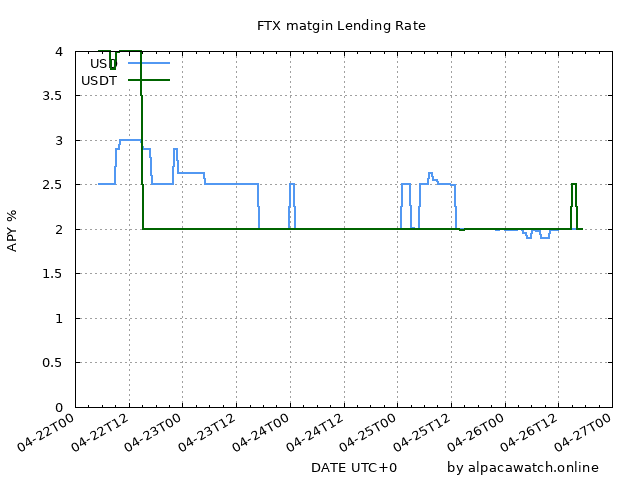 FTX matgin Lending Rate
USD
USDT
4
3.5
3
2.5
2
1.5
1
0.5
0
APY %
04-22T00
04-22T12
04-23T00
04-23T12
04-24T00
04-24T12
04-25T00
04-25T12
04-26T00
04-26T12
04-27T00
DATE UTC+0
by alpacawatch.online